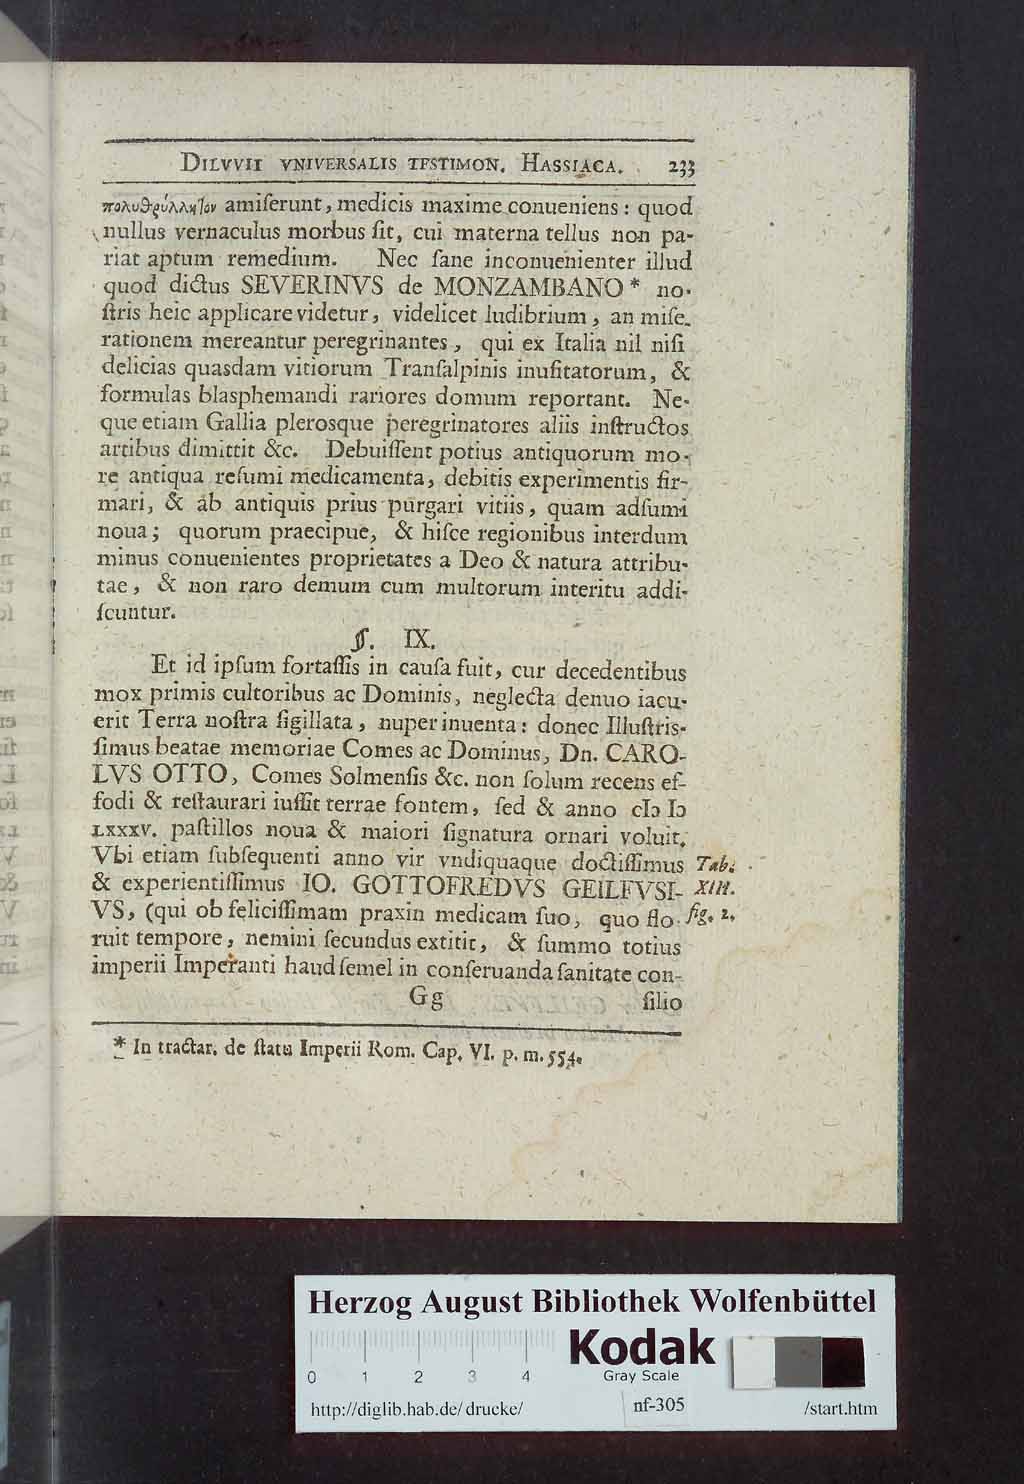 DILVVII VNIVERSALIS TESTIMON. HASSIACA. 233
πολυθρύλλητον amiſerunt, medicis maxime conueniens: quod
nullus vernaculus morbus ſit, cui materna tellus non pa-
riat aptum remedium. Nec ſane inconuenienter illud
quod dictus SEVERINVS de MONZAMBANO * no-
ſtris heic applicare videtur, videlicet ludibrium, an miſe-
rationem mereantur peregrinantes, qui ex Italia nil niſi
delicias quasdam vitiorum Tranſalpinis inuſitatorum, &
formulas blasphemandi rariores domum reportant. Ne-
que etiam Gallia plerosque peregrinatores aliis inſtructos
artibus dimittit &c. Debuiſſent potius antiquorum mo-
re antiqua reſumi medicamenta, debitis experimentis fir-
mari, & ab antiquis prius purgari vitiis, quam adſumi
noua; quorum praecipue, & hiſce regionibus interdum
minus conuenientes proprietates a Deo & natura attribu-
tae, & non raro demum cum multorum interitu addi-
ſcuntur.
§. IX.
Et id ipſum fortaſſis in cauſa fuit, cur decedentibus
mox primis cultoribus ac Dominis, neglecta denuo iacu-
erit Terra noſtra ſigillata, nuper inuenta: donec Illuſtris-
ſimus beatae memoriae Comes ac Dominus, Dn. CARO-
LVS OTTO, Comes Solmenſis &c. non ſolum recens ef-
fodi & reſtaurari iuſſit terrae fontem, ſed & anno cIɔ Iɔ
LXXXV. paſtillos noua & maiori ſignatura ornari voluit.
Vbi etiam ſubſequenti anno vir vndiquaque doctiſſimus Tab.
& experientiſſimus IO. GOTTOFREDVS GEILFVSI- XIII.
VS, (qui ob feliciſſimam praxin medicam ſuo, quo flo- fig. 2.
ruit tempore, nemini ſecundus extitit, & ſummo totius
imperii Imperanti haud ſemel in conſeruanda ſanitate con-
Gg ſilio
* In tractat. de ſtatu Imperii Rom. Cap. VI. p. m. 554.
Herzog August Bibliothek Wolfenbüttel
Kodak
Gray Scale
0 1 2 3 4
http://diglib.hab.de/drucke/ nf-305 /start.htm